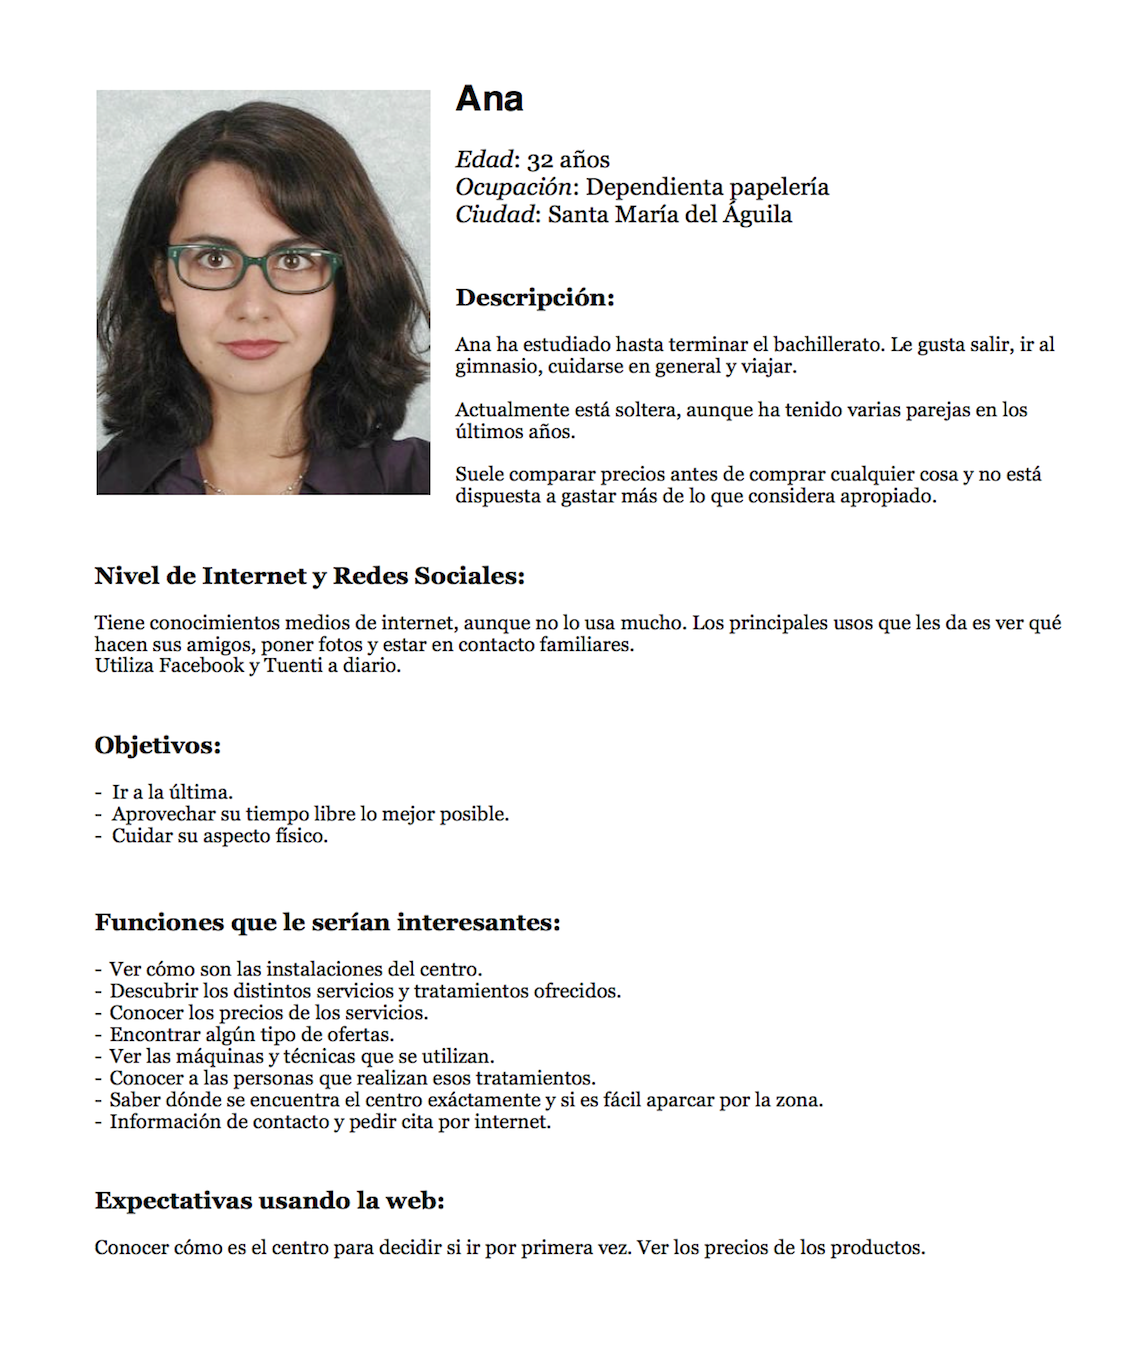 Ana
Edad: 32 años
Ocupación: Dependienta papelería
Ciudad: Santa María del Águila
Descripción:
Ana ha estudiado hasta terminar el bachillerato. Le gusta salir, ir al
gimnasio, cuidarse en general y viajar.
Actualmente está soltera, aunque ha tenido varias parejas en los
últimos años.
Suele comparar precios antes de comprar cualquier cosa y no está
dispuesta a gastar más de lo que considera apropiado.
Nivel de Internet y Redes Sociales:
Tiene conocimientos medios de internet, aunque no lo usa mucho. Los principales usos que les da es ver qué
hacen sus amigos, poner fotos y estar en contacto familiares.
Utiliza Facebook y Tuenti a diario.
Objetivos:
- Ir a la última.
- Aprovechar su tiempo libre lo mejor posible.
- Cuidar su aspecto físico.
Funciones que le serían interesantes:
- Ver cómo son las instalaciones del centro.
- Descubrir los distintos servicios y tratamientos ofrecidos.
- Conocer los precios de los servicios.
- Encontrar algún tipo de ofertas.
- Ver las máquinas y técnicas que se utilizan.
- Conocer a las personas que realizan esos tratamientos.
- Saber dónde se encuentra el centro exáctamente y si es fácil aparcar por la zona.
- Información de contacto y pedir cita por internet.
Expectativas usando la web:
Conocer cómo es el centro para decidir si ir por primera vez. Ver los precios de los productos.